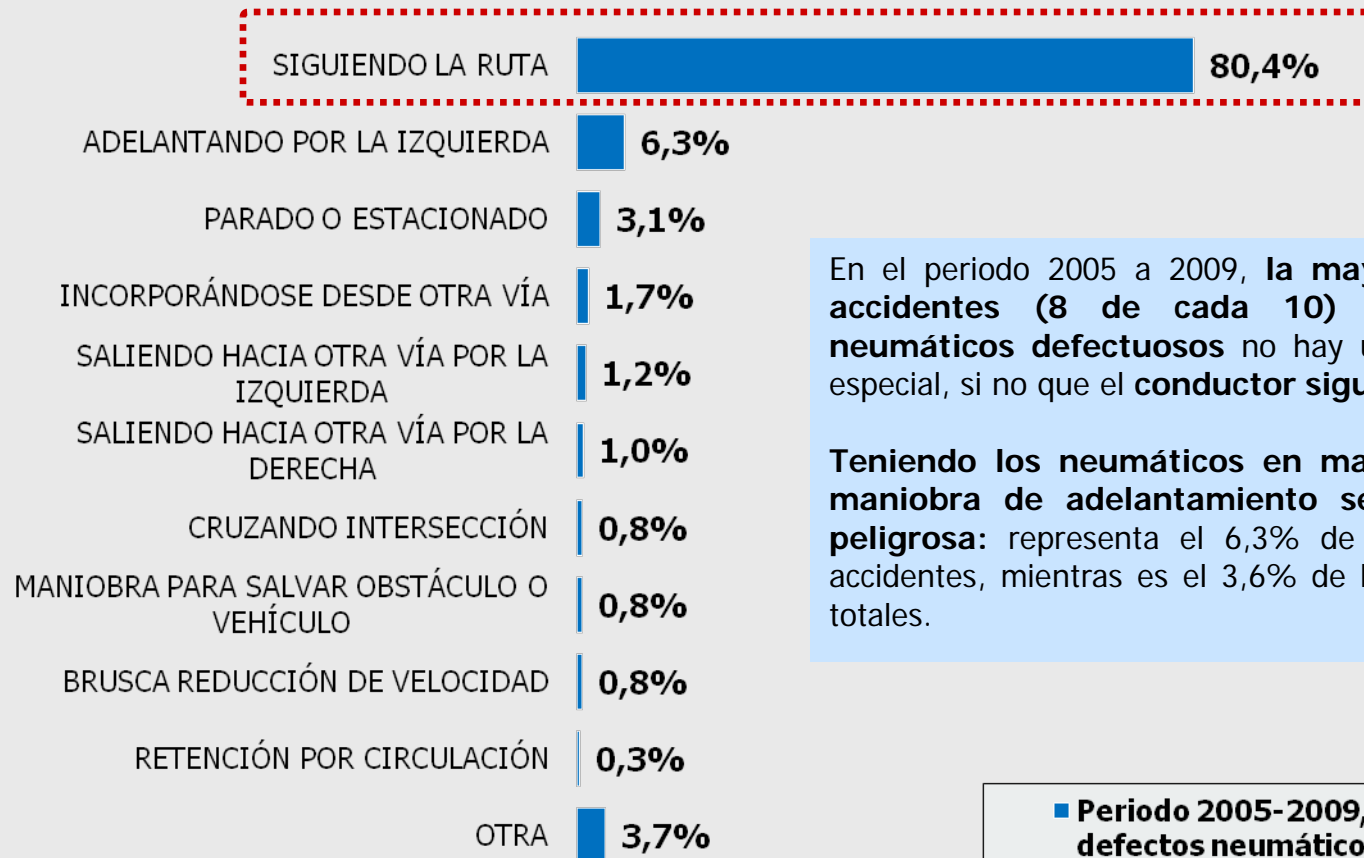 SIGUIENDO LA RUTA 80,4%
ADELANTANDO POR LA IZQUIERDA 6,3%
PARADO O ESTACIONADO 3,1%
INCORPORÁNDOSE DESDE OTRA VÍA 1,7%
SALIENDO HACIA OTRA VÍA POR LA
IZQUIERDA 1,2%
SALIENDO HACIA OTRA VÍA POR LA
DERECHA 1,0%
CRUZANDO INTERSECCIÓN 0,8%
MANIOBRA PARA SALVAR OBSTÁCULO O
VEHÍCULO 0,8%
BRUSCA REDUCCIÓN DE VELOCIDAD 0,8%
RETENCIÓN POR CIRCULACIÓN 0,3%
OTRA 3,7%
En el periodo 2005 a 2009, la
accidentes (8 de cada 10)
neumáticos defectuosos no hay
especial, si no que el conductor
Teniendo los neumáticos en
maniobra de adelantamiento
peligrosa: representa el 6,3% de
accidentes, mientras es el 3,6% de
totales.
Periodo 2005-2009,
defectos